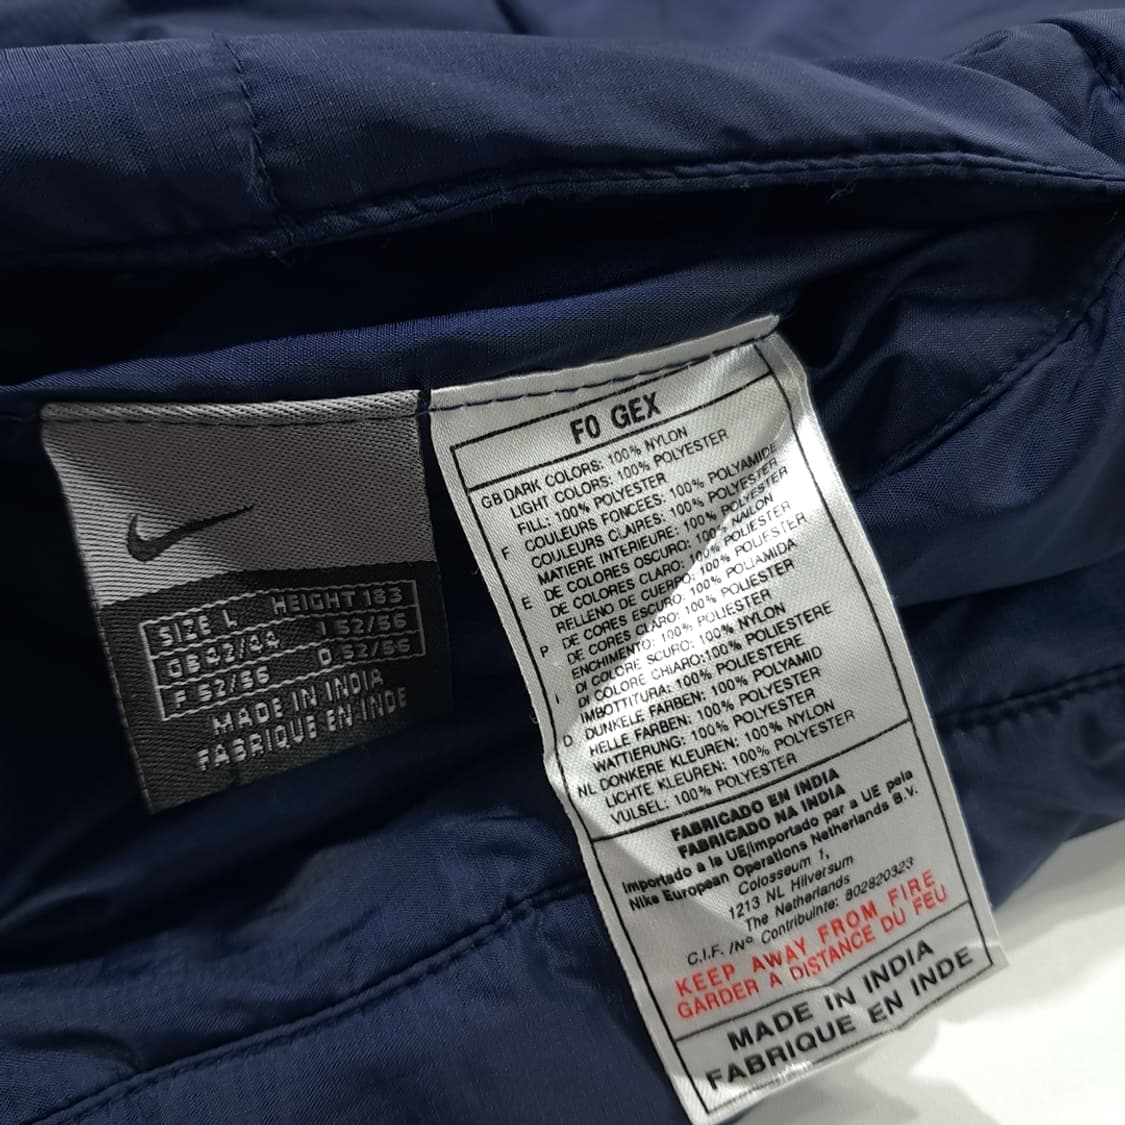 SIZE L HEIGHT 183
GB 42/44 I 52/56
F 52/56 D 52/56
MADE IN INDIA
FABRIQUE EN INDE
F0 GEX
GB DARK COLORS: 100% NYLON
LIGHT COLORS: 100% POLYESTER
FILL: 100% POLYESTER
F COULEURS FONCEES: 100% POLYAMIDE
COULEURS CLAIRES: 100% POLYESTER
MATIERE INTERIEURE: 100% POLYESTER
E DE COLORES OSCURO: 100% NAILON
DE COLORES CLARO: 100% POLIESTER
RELLENO DE CUERPO: 100% POLIESTER
P DE CORES ESCURO: 100% POLIAMIDA
DE CORES CLARO: 100% POLIESTER
ENCHIMENTO: 100% POLIESTER
I DI COLORE SCURO: 100% NYLON
DI COLORE CHIARO:100% POLIESTERE
IMBOTTITURA: 100% POLIESTERE
D DUNKELE FARBEN: 100% POLYAMID
HELLE FARBEN: 100% POLYESTER
WATTIERUNG: 100% POLYESTER
NL DONKERE KLEUREN: 100% NYLON
LICHTE KLEUREN: 100% POLYESTER
VULSEL: 100% POLYESTER
FABRICADO EN INDIA
FABRICADO NA INDIA
Importado a la UE/Importado par a UE pela
Nike European Operations Netherlands B.V.
Colosseum 1,
1213 NL Hilversum
The Netherlands
C.I.F. /Nº Contribuinte: 802820323
KEEP AWAY FROM FIRE
GARDER A DISTANCE DU FEU
MADE IN INDIA
FABRIQUE EN INDE